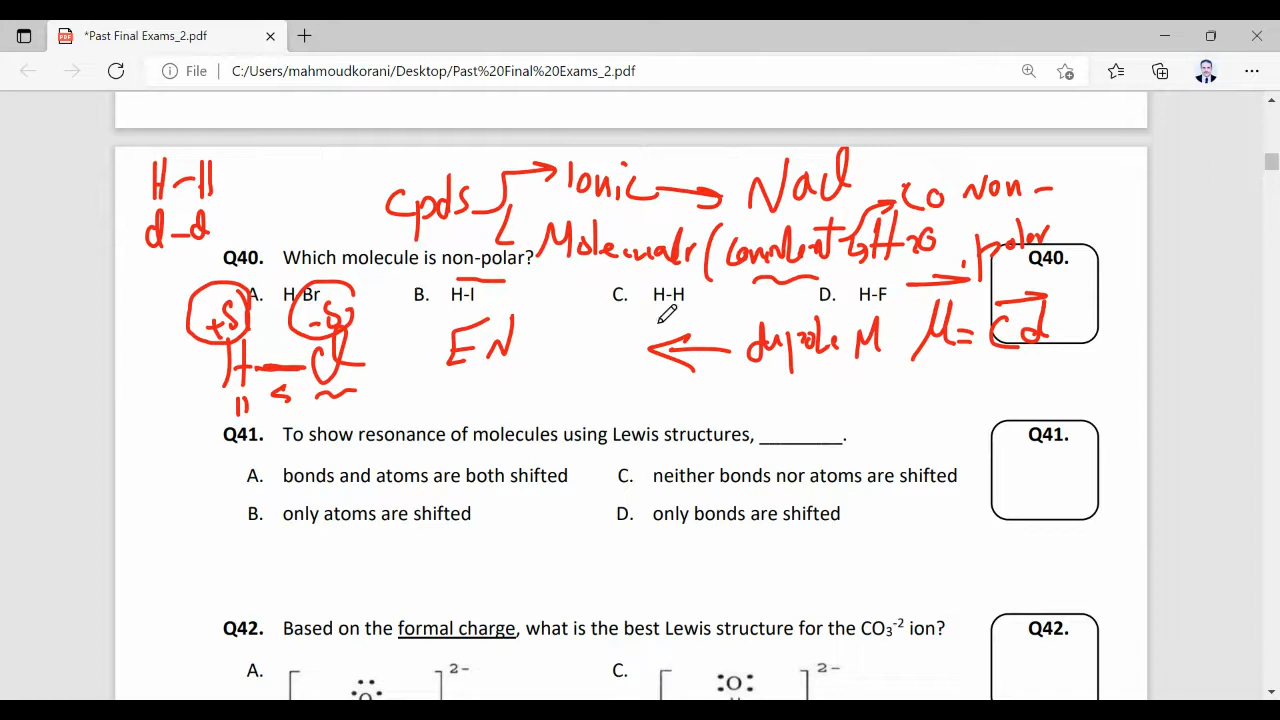 *Past Final Exams_2.pdf
File C:/Users/mahmoudkorani/Desktop/Past%20Final%20Exams_2.pdf
H-H
d-d
cpds
Ionic
NaCl
CO Non-
polar
Molecular (covalent
H2O
Q40. Which molecule is non-polar?
Q40.
A. H-Br
B. H-I
C. H-H
D. H-F
+δ
-δ
H Cl
EN
M
μ= cd
Q41. To show resonance of molecules using Lewis structures, ________.
Q41.
A. bonds and atoms are both shifted
C. neither bonds nor atoms are shifted
B. only atoms are shifted
D. only bonds are shifted
Q42. Based on the formal charge, what is the best Lewis structure for the CO₃⁻² ion?
Q42.
A.
2−
C.
2−
:O: